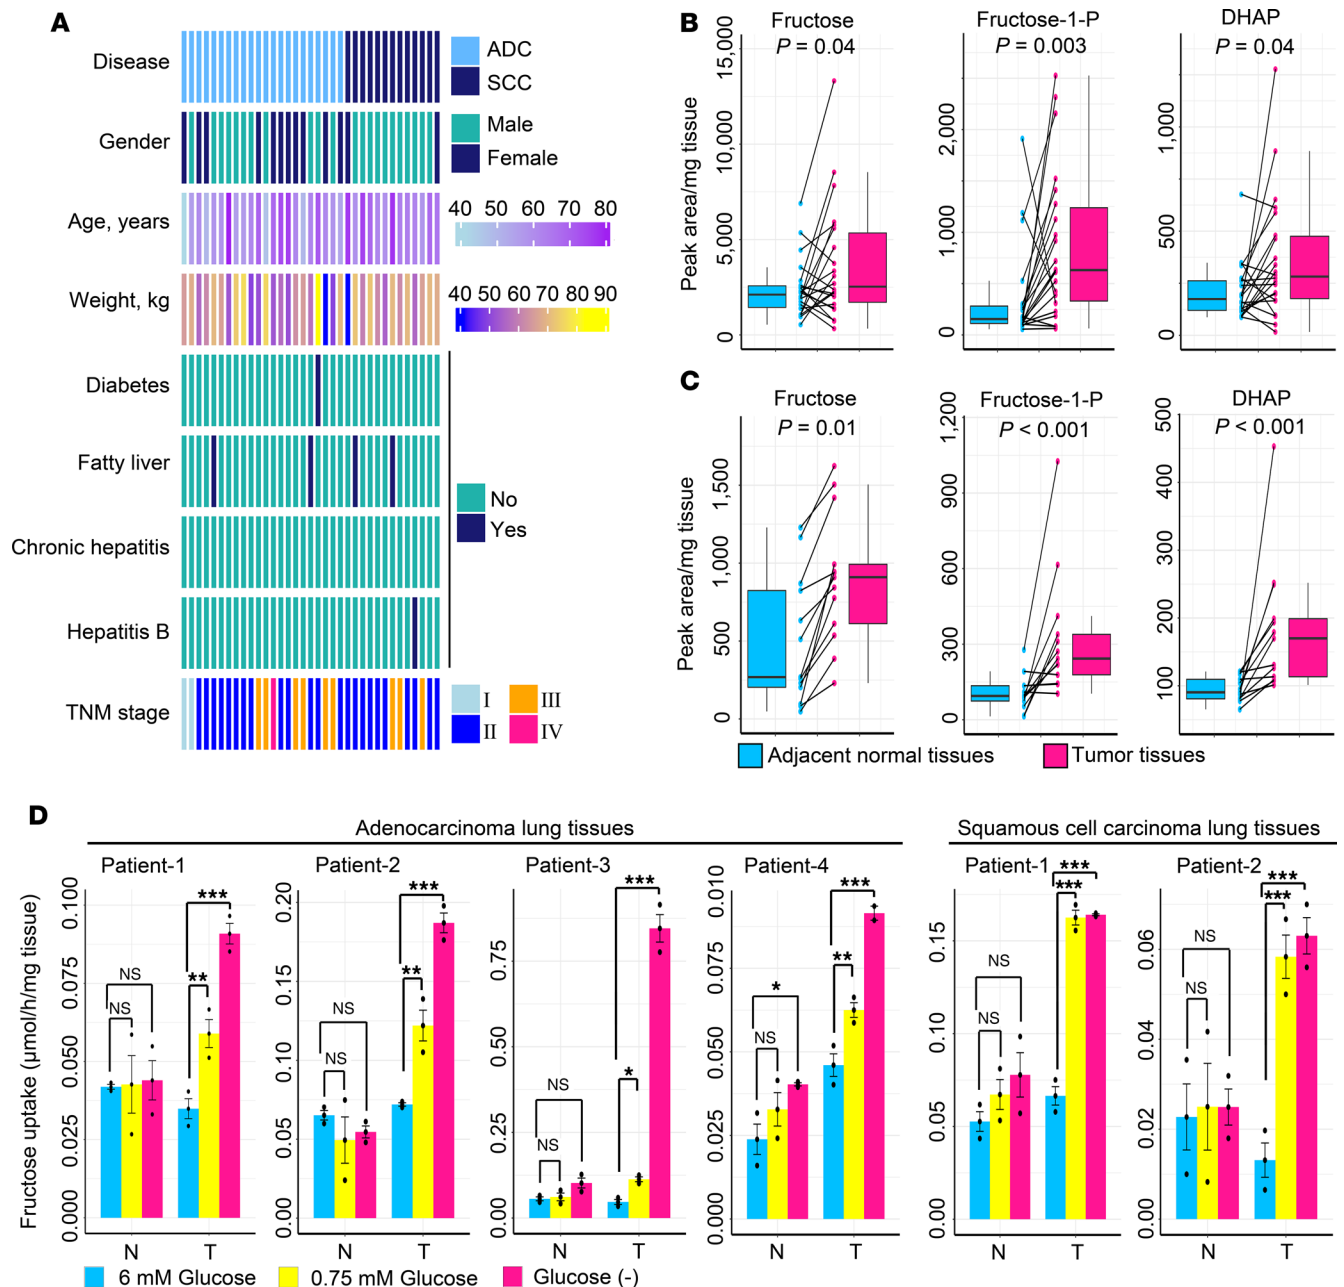 A
Disease
ADC
SCC
Gender
Male
Female
Age, years
40 50 60 70 80
Weight, kg
40 50 60 70 80 90
Diabetes
Fatty liver
No
Yes
Chronic hepatitis
Hepatitis B
TNM stage
I III
II IV
B
Fructose
P = 0.04
Fructose-1-P
P = 0.003
DHAP
P = 0.04
Peak area/mg tissue
15,000
10,000
5,000
0
2,000
1,000
0
1,000
500
0
C
Fructose
P = 0.01
Fructose-1-P
P < 0.001
DHAP
P < 0.001
Peak area/mg tissue
1,500
1,000
500
0
1,200
900
600
300
0
500
400
300
200
100
Adjacent normal tissues Tumor tissues
D
Adenocarcinoma lung tissues
Squamous cell carcinoma lung tissues
Fructose uptake (µmol/h/mg tissue)
Patient-1
0.100
0.075
0.050
0.025
0.000
NS
NS
**
***
N T
Patient-2
0.20
0.15
0.10
0.05
0.00
NS
NS
**
***
N T
Patient-3
0.75
0.50
0.25
0.00
NS
NS
*
***
N T
Patient-4
0.010
0.075
0.050
0.025
0.000
NS
*
**
***
N T
Patient-1
0.15
0.10
0.05
0.00
NS
NS
***
***
N T
Patient-2
0.06
0.04
0.02
0.00
NS
NS
***
***
N T
6 mM Glucose 0.75 mM Glucose Glucose (-)